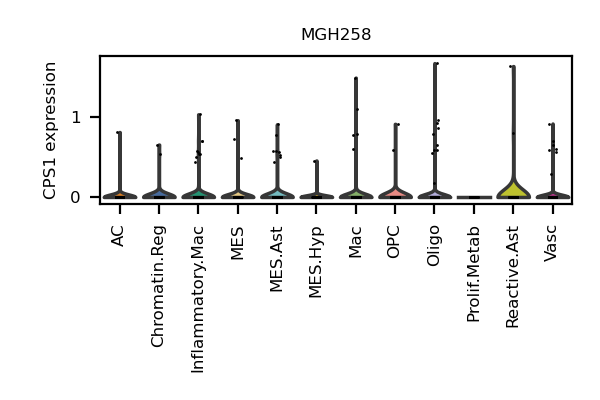 MGH258
CPS1 expression
1
0
AC
Chromatin.Reg
Inflammatory.Mac
MES
MES.Ast
MES.Hyp
Mac
OPC
Oligo
Prolif.Metab
Reactive.Ast
Vasc